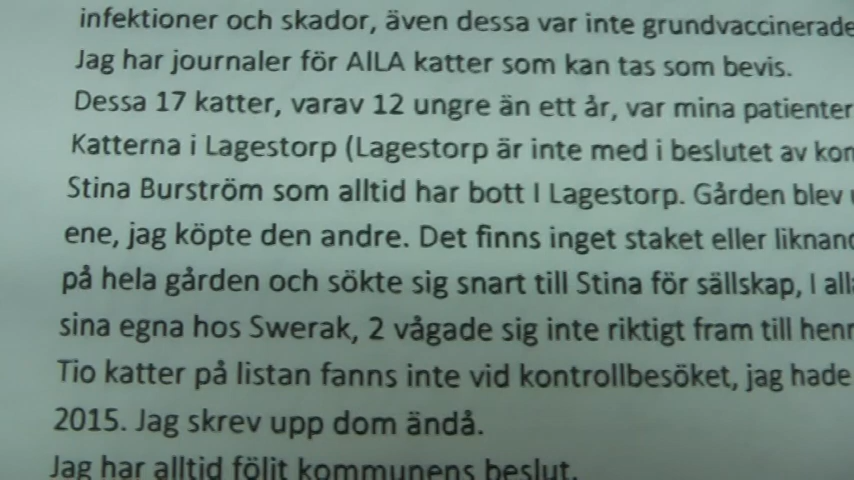 infektioner och skador, även dessa var inte grundvaccinerade
Jag har journaler för AlLA katter som kan tas som bevis.
Dessa 17 katter, varav 12 ungre än ett år, var mina patienter
Katterna i Lagestorp (Lagestorp är inte med i beslutet av kom
Stina Burström som alltid har bott I Lagestorp. Gården blev
ene, jag köpte den andre. Det finns inget staket eller liknand
på hela gården och sökte sig snart till Stina för sällskap, I all
sina egna hos Swerak, 2 vågade sig inte riktigt fram till henn
Tio katter på listan fanns inte vid kontrollbesöket, jag hade
2015. Jag skrev upp dom ändå.
Jag har alltid följt kommunens beslut.